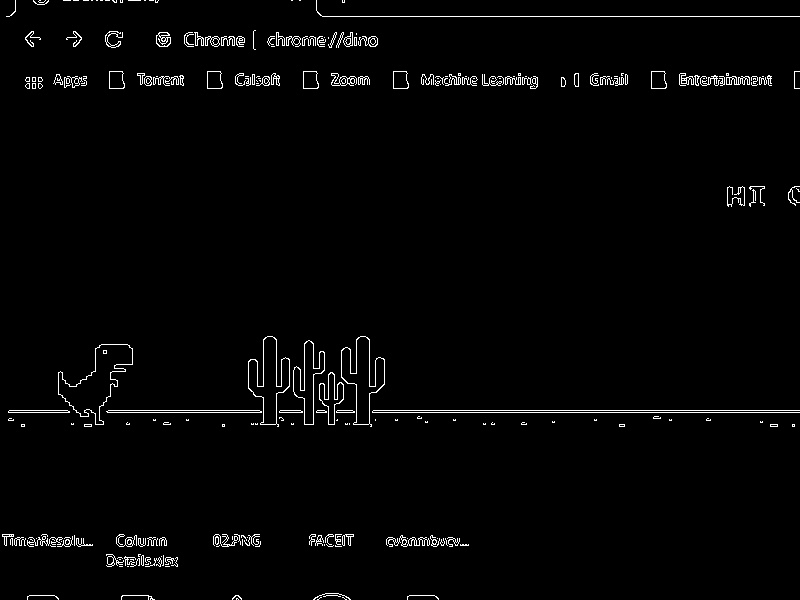 Chrome | chrome://dino
Apps Torrent Calsoft Zoom Machine Learning Gmail Entertainment
HI
TimerResolu... Column Details.xlsx 02.PNG FACEIT cvbnmbvcv...